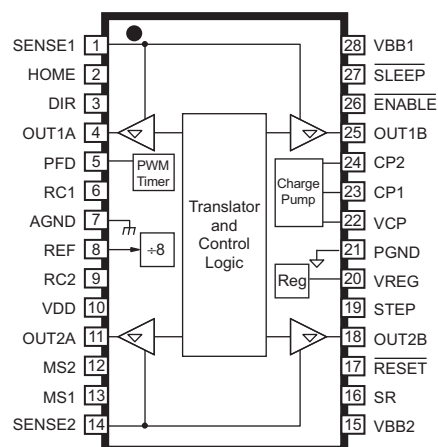 SENSE1 1
HOME 2
DIR 3
OUT1A 4
PFD 5
RC1 6
AGND 7
REF 8
RC2 9
VDD 10
OUT2A 11
MS2 12
MS1 13
SENSE2 14
PWM
Timer
÷8
Translator
and
Control
Logic
Charge
Pump
Reg
28 VBB1
27 SLEEP
26 ENABLE
25 OUT1B
24 CP2
23 CP1
22 VCP
21 PGND
20 VREG
19 STEP
18 OUT2B
17 RESET
16 SR
15 VBB2